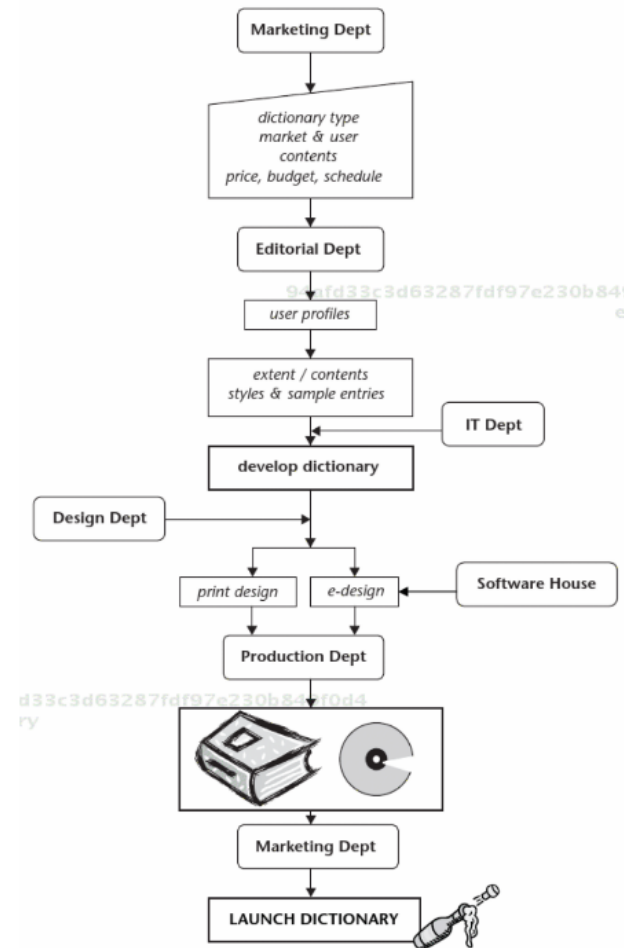 Marketing Dept
dictionary type
market & user
contents
price, budget, schedule
Editorial Dept
user profiles
extent / contents
styles & sample entries
IT Dept
develop dictionary
Design Dept
print design
e-design
Software House
Production Dept
Marketing Dept
LAUNCH DICTIONARY